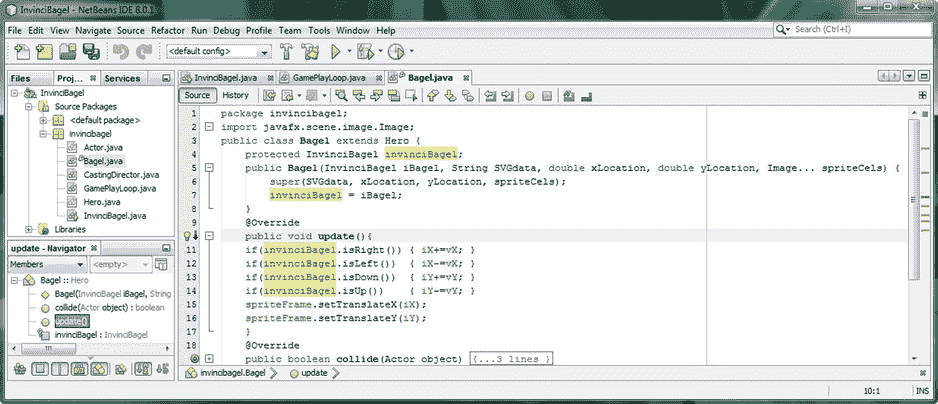 InvinciBagel - NetBeans IDE 8.0.1
File Edit View Navigate Source Refactor Run Debug Profile Team Tools Window Help
Search (Ctrl+I)
<default config>
Files Proj... Services
InvinciBagel
Source Packages
<default package>
invincibagel
Actor.java
Bagel.java
CastingDirector.java
GamePlayLoop.java
Hero.java
InvinciBagel.java
Libraries
update - Navigator
Members <empty>
Bagel :: Hero
Bagel(InvinciBagel iBagel, String
collide(Actor object) : boolean
update()
invinciBagel : InvinciBagel
InvinciBagel.java GamePlayLoop.java Bagel.java
Source History
1 package invincibagel;
2 import javafx.scene.image.Image;
3 public class Bagel extends Hero {
4 protected InvinciBagel invinciBagel;
5 public Bagel(InvinciBagel iBagel, String SVGdata, double xLocation, double yLocation, Image... spriteCels) {
6 super(SVGdata, xLocation, yLocation, spriteCels);
7 invinciBagel = iBagel;
8 }
9 @Override
public void update(){
11 if(invinciBagel.isRight()) { iX+=vX; }
12 if(invinciBagel.isLeft()) { iX-=vX; }
13 if(invinciBagel.isDown()) { iY+=vY; }
14 if(invinciBagel.isUp()) { iY-=vY; }
15 spriteFrame.setTranslateX(iX);
16 spriteFrame.setTranslateY(iY);
17 }
18 @Override
public boolean collide(Actor object) {...3 lines }
invincibagel.Bagel update
10:1 INS